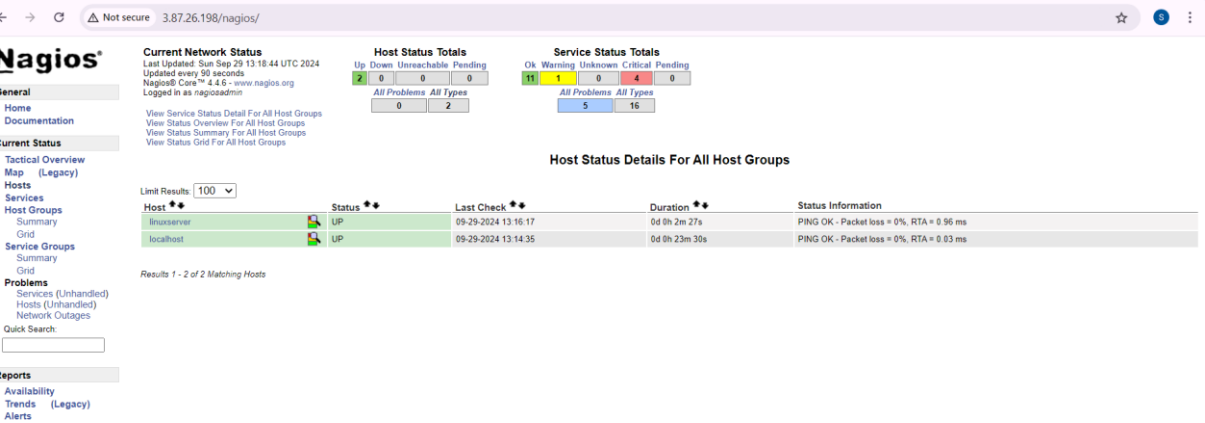 Not secure 3.87.26.198/nagios/
S
Nagios®
General
Home
Documentation
Current Status
Tactical Overview
Map (Legacy)
Hosts
Services
Host Groups
Summary
Grid
Service Groups
Summary
Grid
Problems
Services (Unhandled)
Hosts (Unhandled)
Network Outages
Quick Search:
Reports
Availability
Trends (Legacy)
Alerts
Current Network Status
Last Updated: Sun Sep 29 13:18:44 UTC 2024
Updated every 90 seconds
Nagios® Core™ 4.4.6 - www.nagios.org
Logged in as nagiosadmin
View Service Status Detail For All Host Groups
View Status Overview For All Host Groups
View Status Summary For All Host Groups
View Status Grid For All Host Groups
Host Status Totals
Up Down Unreachable Pending
2 0 0 0
All Problems All Types
0 2
Service Status Totals
Ok Warning Unknown Critical Pending
11 1 0 4 0
All Problems All Types
5 16
Host Status Details For All Host Groups
Limit Results: 100
Host Status Last Check Duration Status Information
linuxserver UP 09-29-2024 13:16:17 0d 0h 2m 27s PING OK - Packet loss = 0%, RTA = 0.96 ms
localhost UP 09-29-2024 13:14:35 0d 0h 23m 30s PING OK - Packet loss = 0%, RTA = 0.03 ms
Results 1 - 2 of 2 Matching Hosts